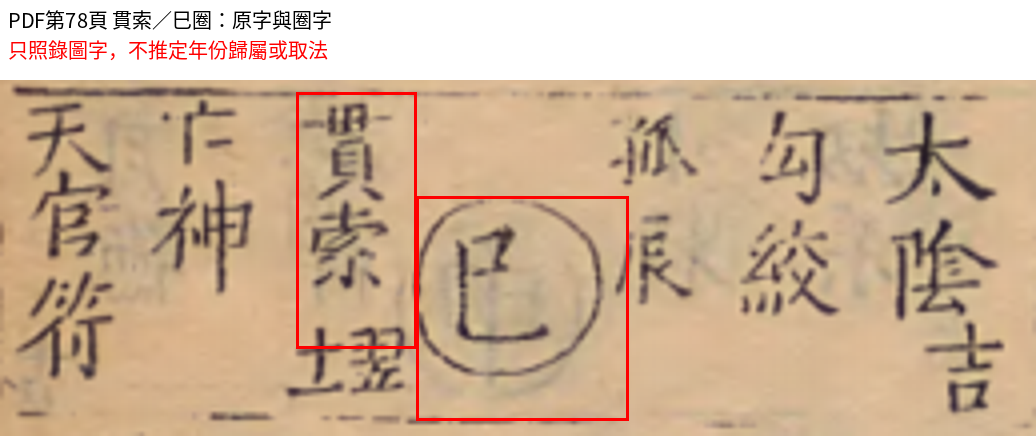 PDF第78頁 貫索／巳圈：原字與圈字
只照錄圖字，不推定年份歸屬或取法
太陰吉
勾絞
孤辰
巳
貫索
亡神
天官符